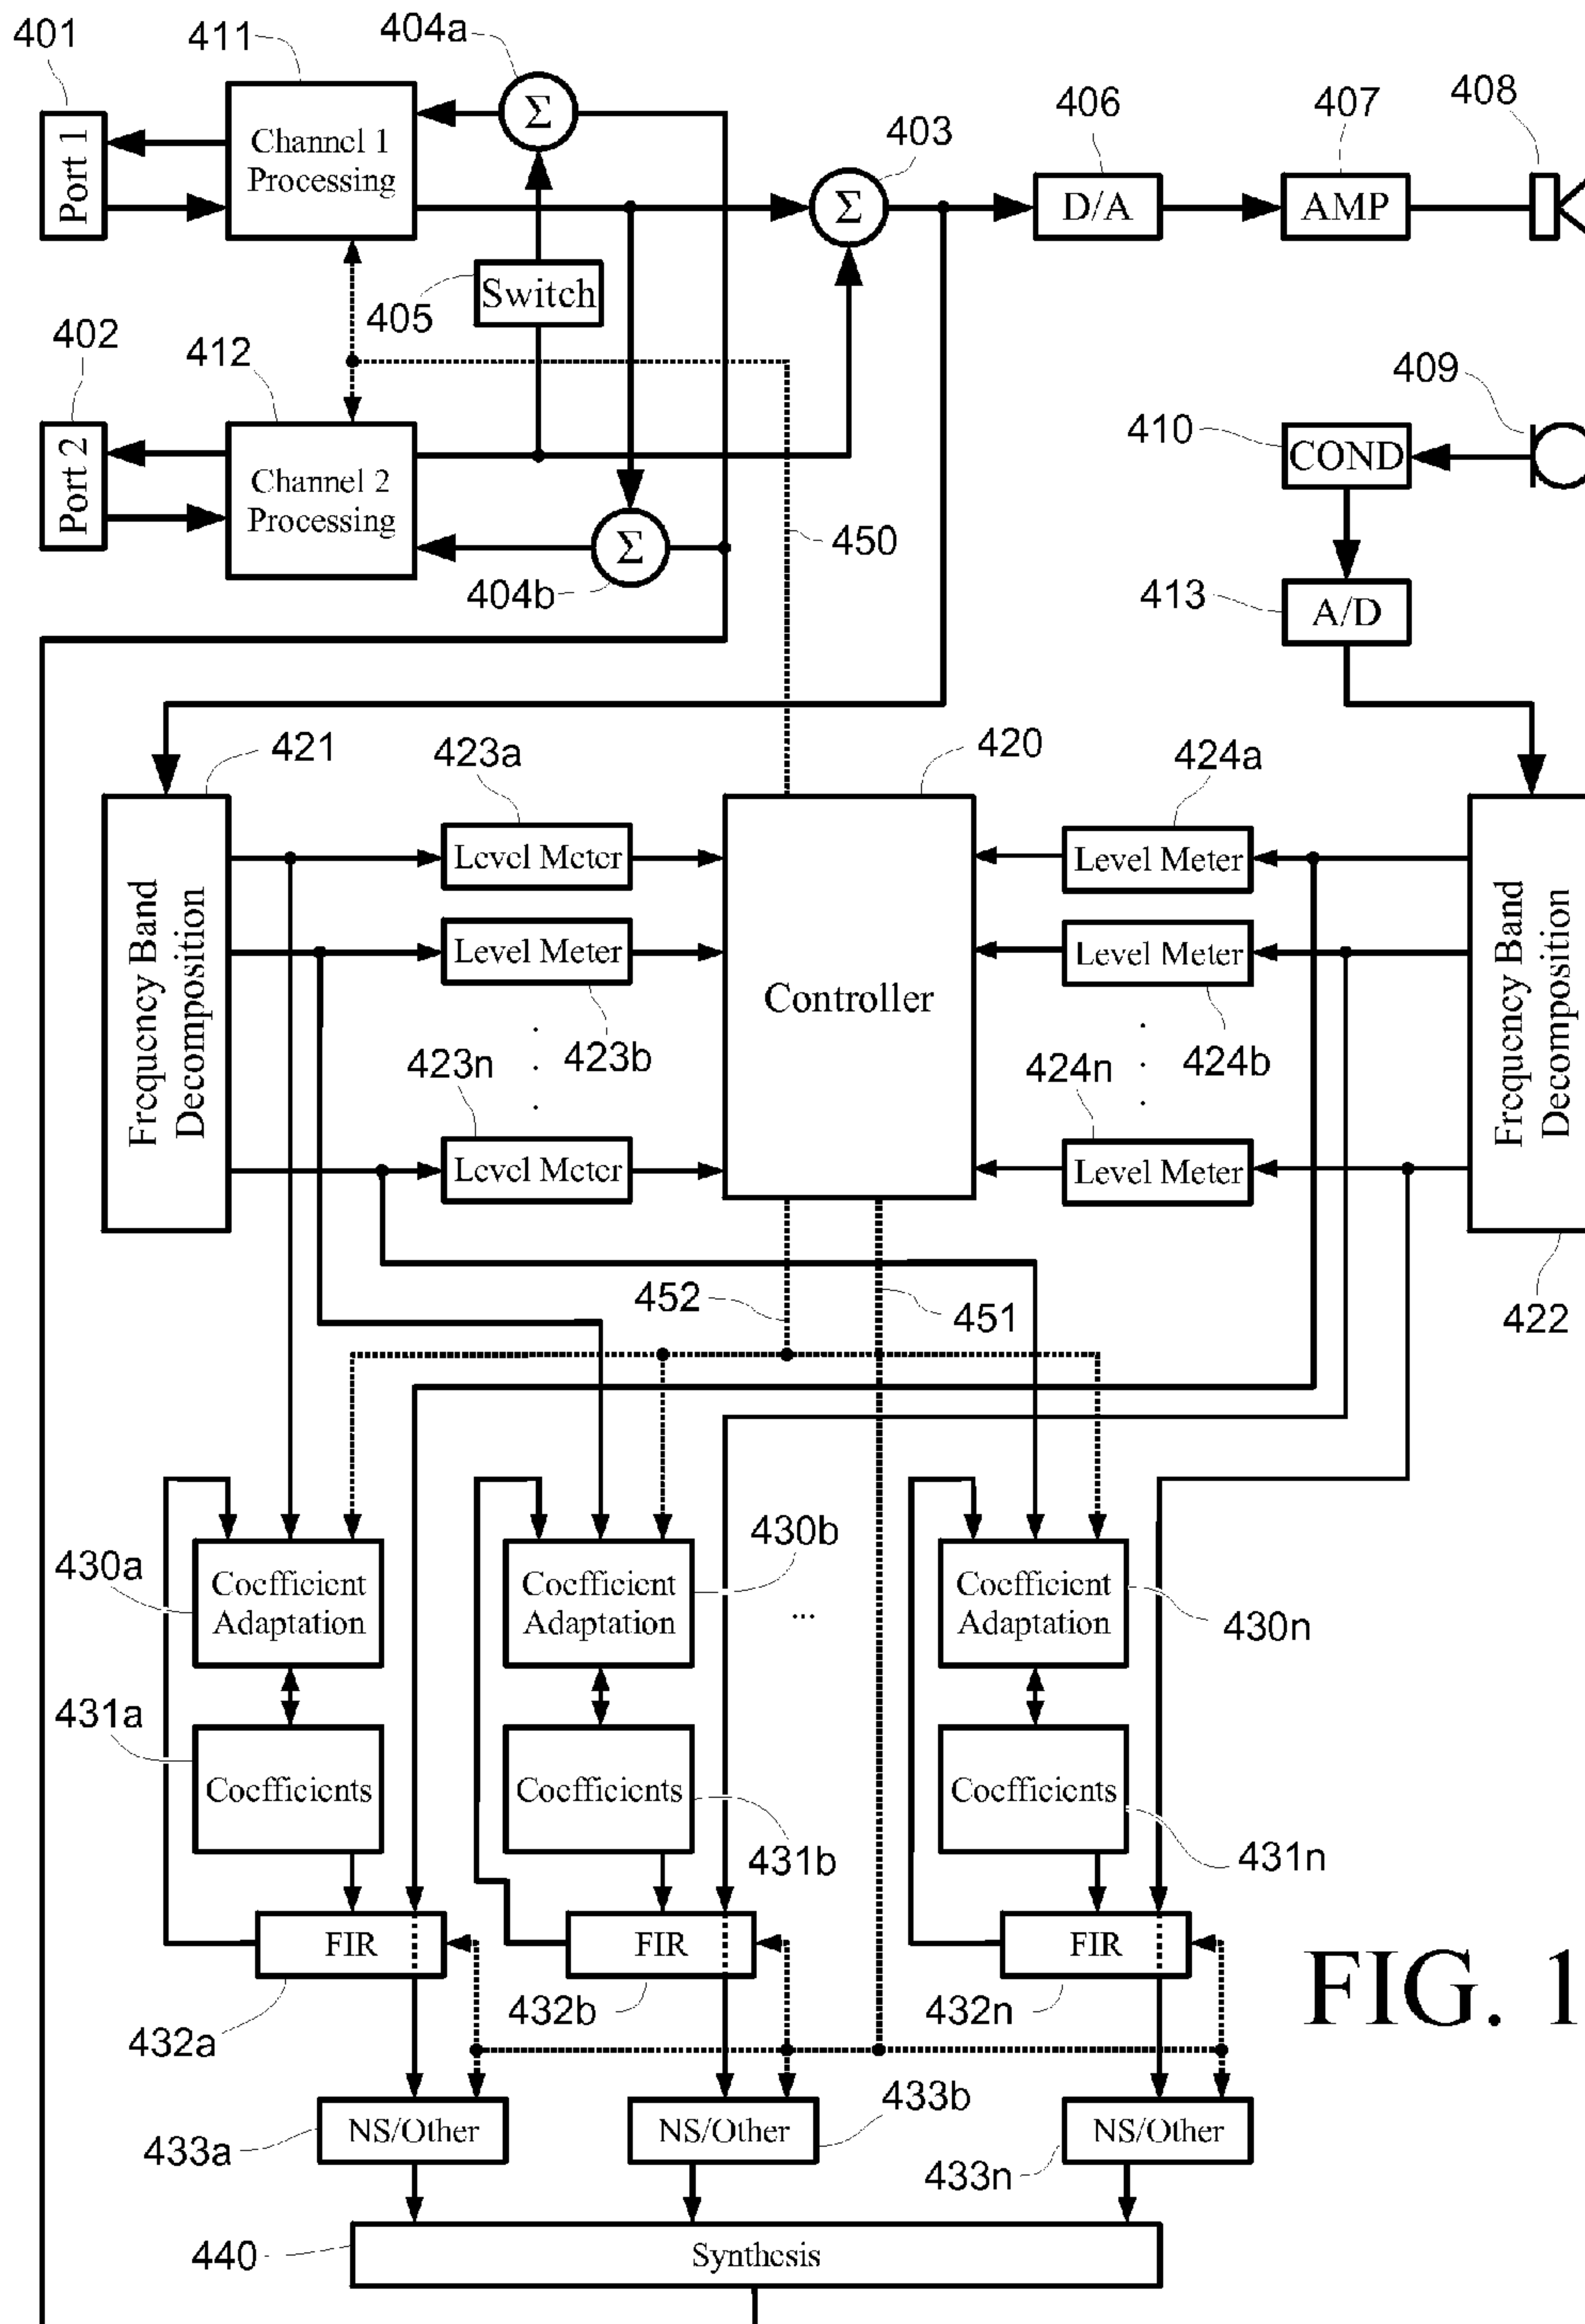 401
411
404a
Port 1
Channel 1
Processing
Σ
403
Σ
406
D/A
407
AMP
408
405
Switch
402
412
Port 2
Channel 2
Processing
Σ
404b
450
409
410
COND
413
A/D
421
423a
420
424a
Frequency Band
Decomposition
Level Meter
Level Meter
423b
423n
Level Meter
Controller
Level Meter
Level Meter
424b
424n
Level Meter
Frequency Band
Decomposition
422
452
451
430a
Coefficient
Adaptation
430b
Coefficient
Adaptation
...
Coefficient
Adaptation
430n
431a
Coefficients
Coefficients
431b
Coefficients
431n
FIR
432a
FIR
432b
FIR
432n
FIG. 1
NS/Other
433a
NS/Other
433b
NS/Other
433n
440
Synthesis